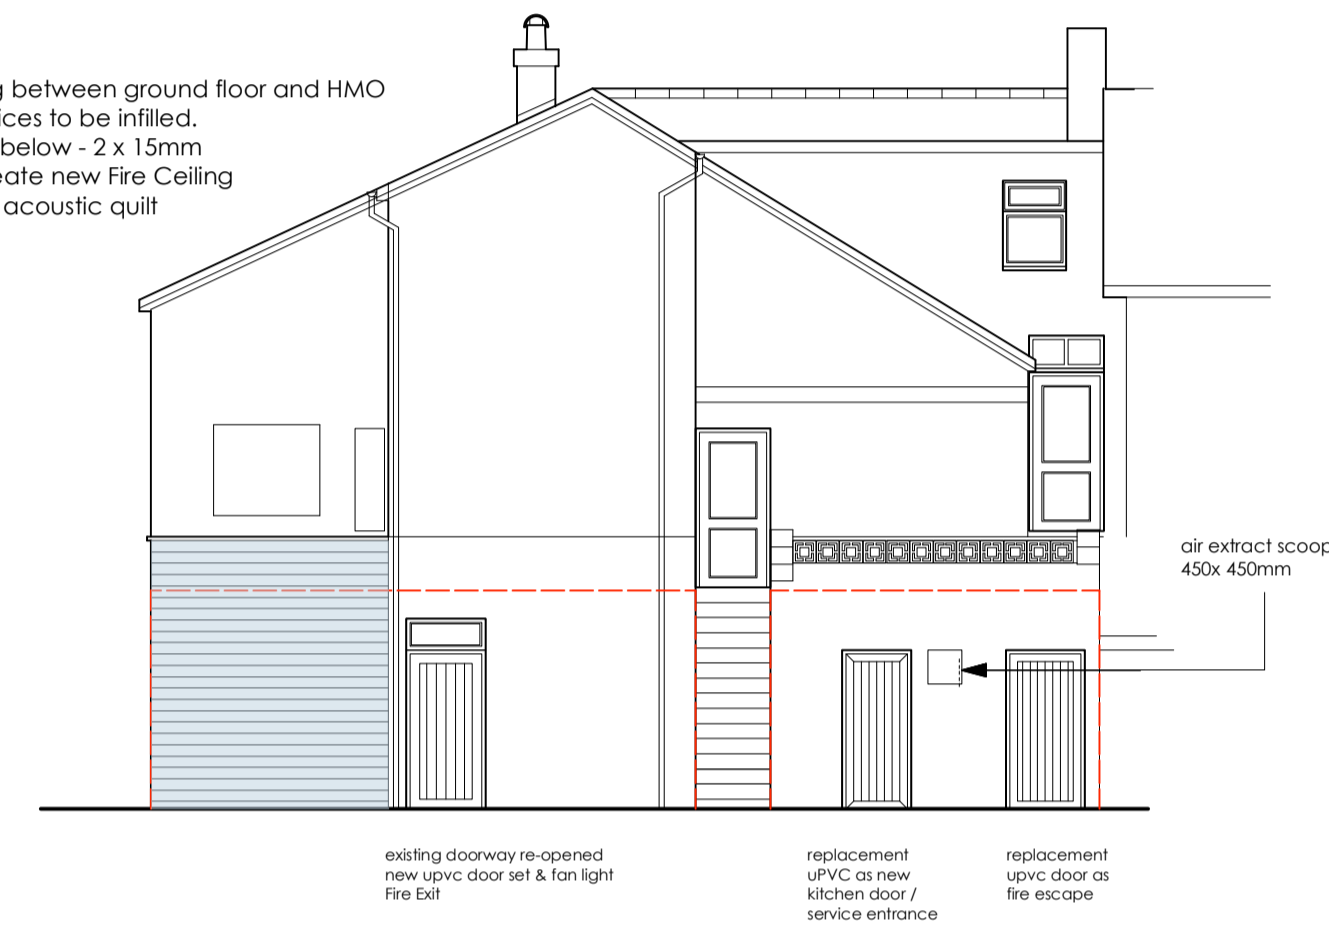 between ground floor and HMO
to be infilled.
below - 2 x 15mm
new Fire Ceiling
acoustic quilt
air extract scoop
450x 450mm
existing doorway re-opened
new upvc door set & fan light
Fire Exit
replacement
uPVC as new
kitchen door /
service entrance
replacement
upvc door as
fire escape